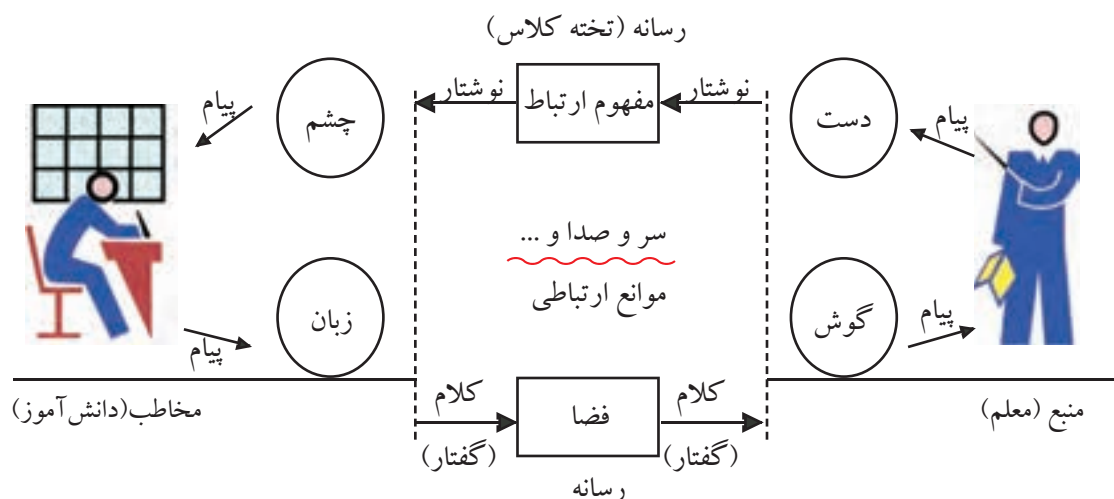 رسانه (تخته کلاس)
پیام
دست
نوشتار
مفهوم ارتباط
نوشتار
چشم
پیام
سر و صدا و ...
موانع ارتباطی
پیام
گوش
زبان
پیام
منبع (معلم)
کلام
(گفتار)
فضا
کلام
(گفتار)
مخاطب(دانش‌آموز)
رسانه